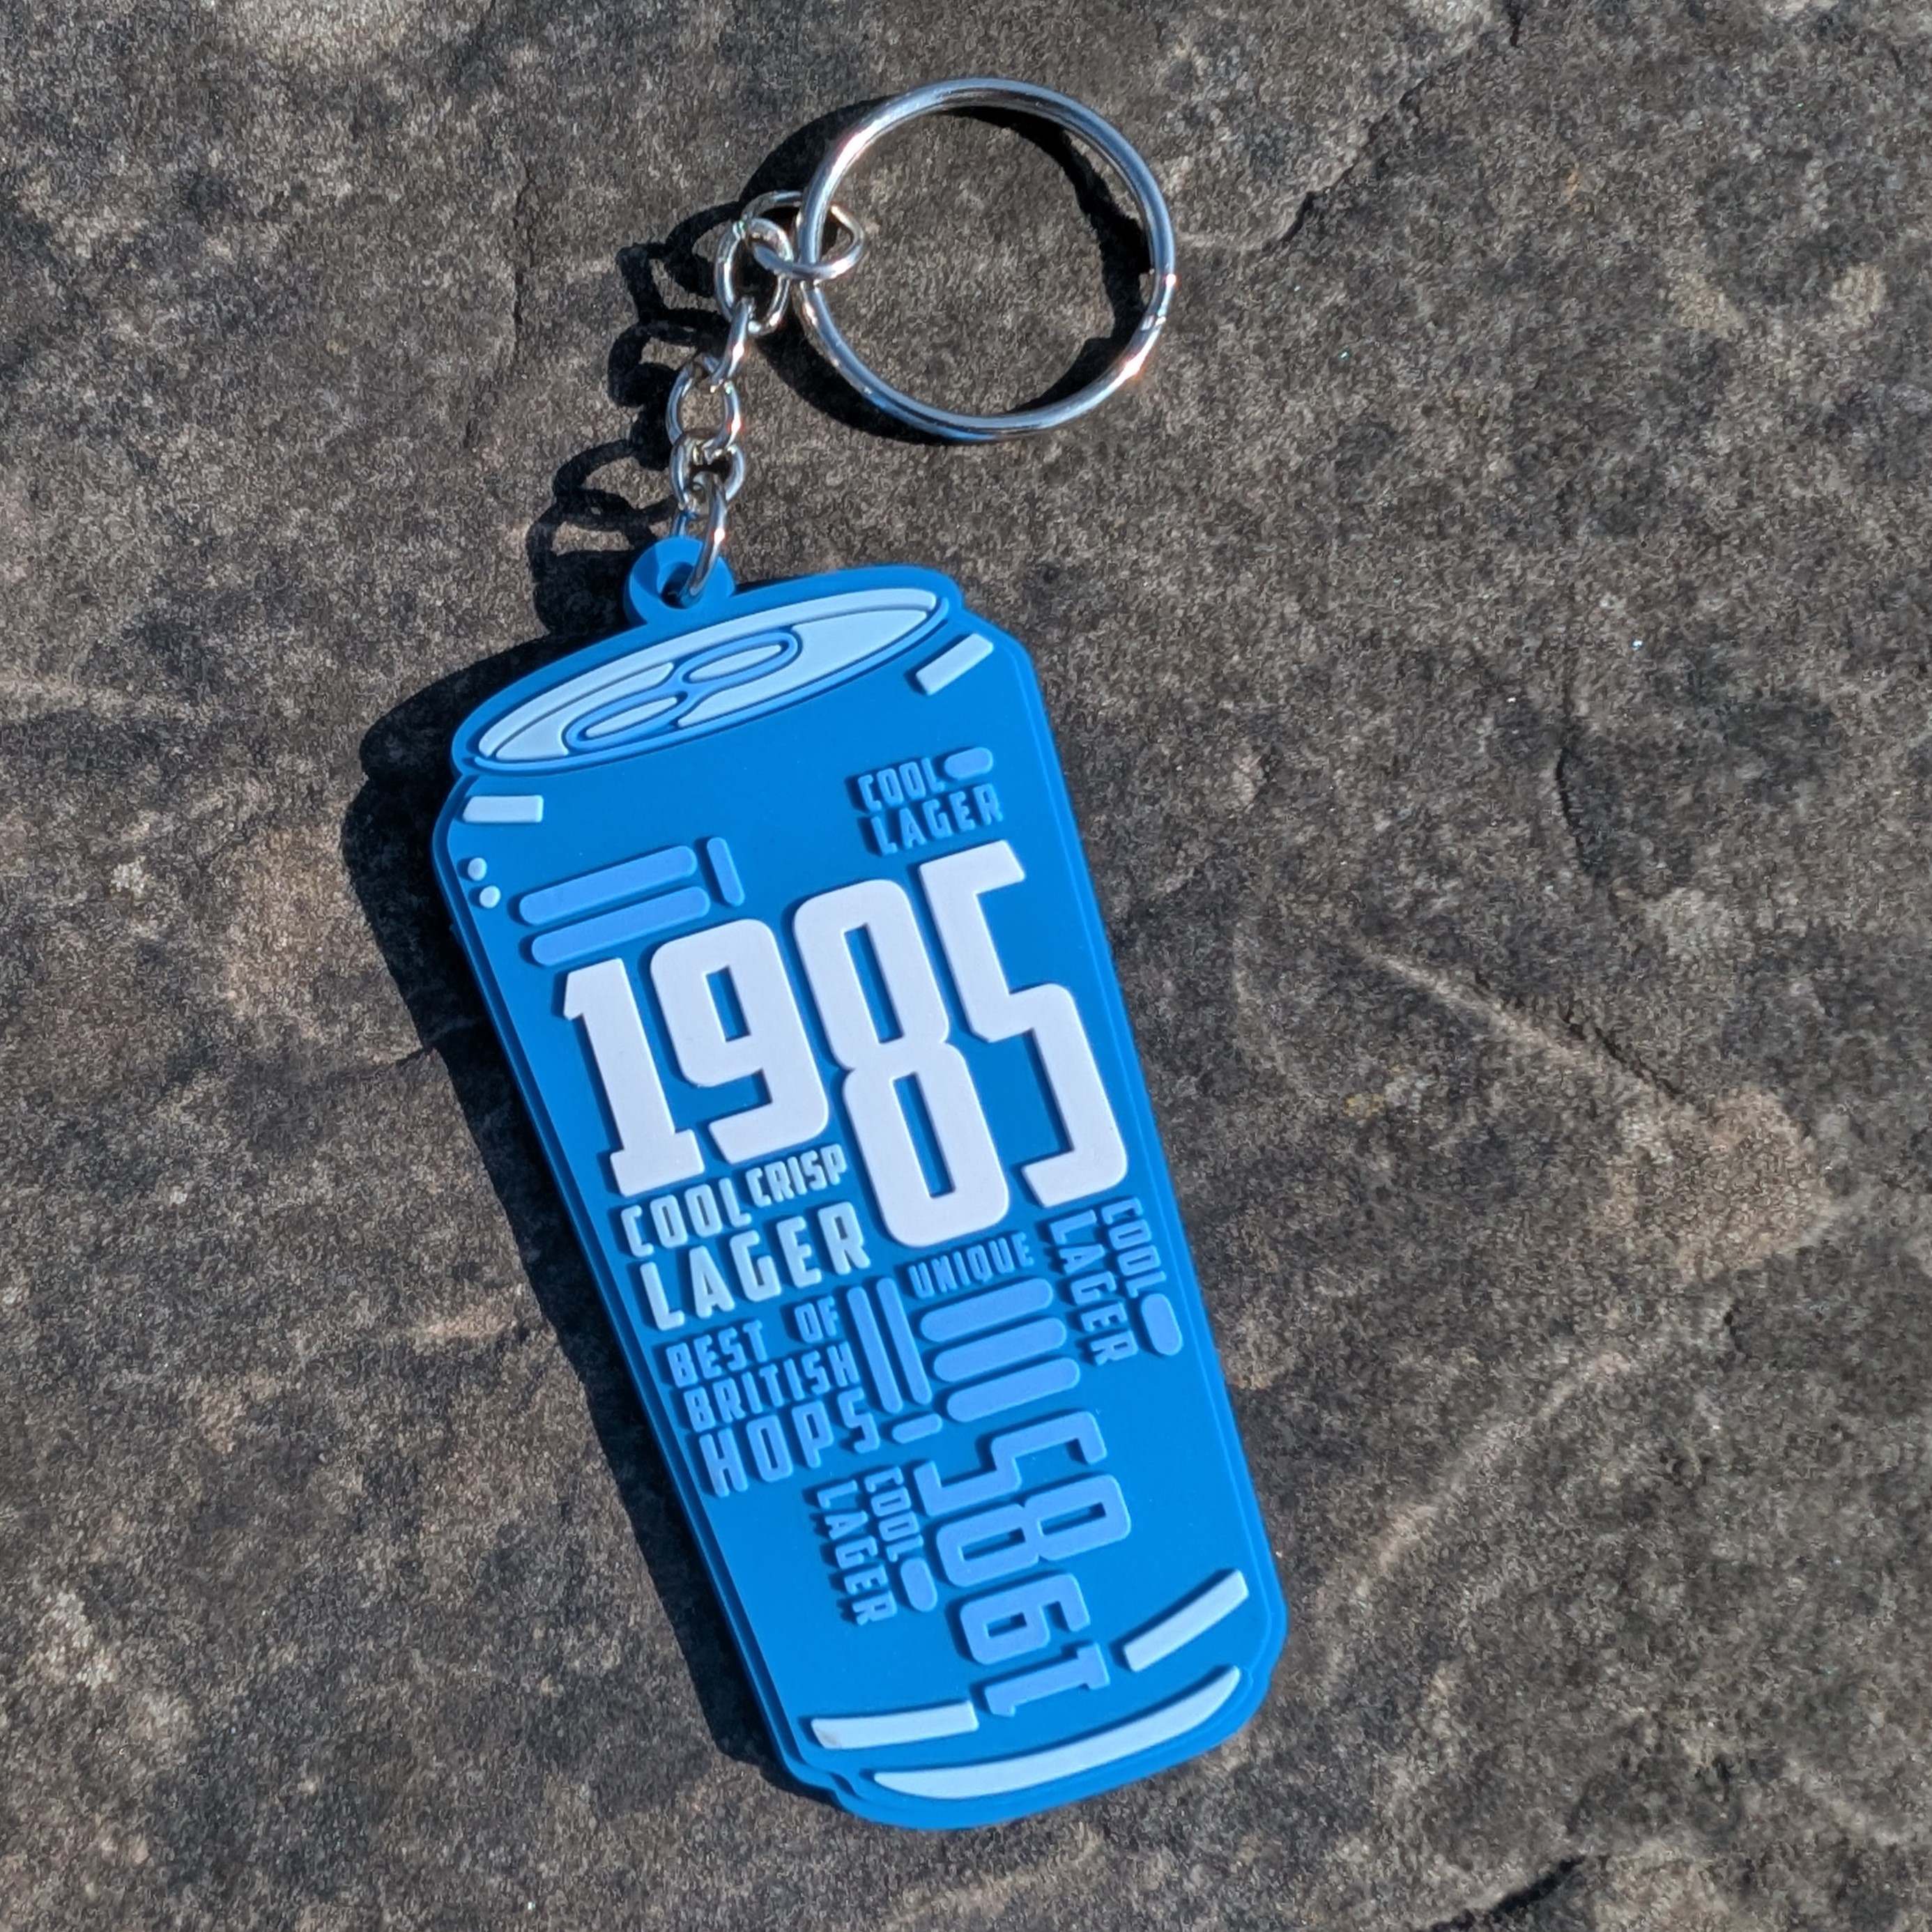 COOL
LAGER
1985
COOL CRISP
LAGER
BEST OF
BRITISH
HOPS
UNIQUE
COOL
LAGER
COOL
LAGER
1985